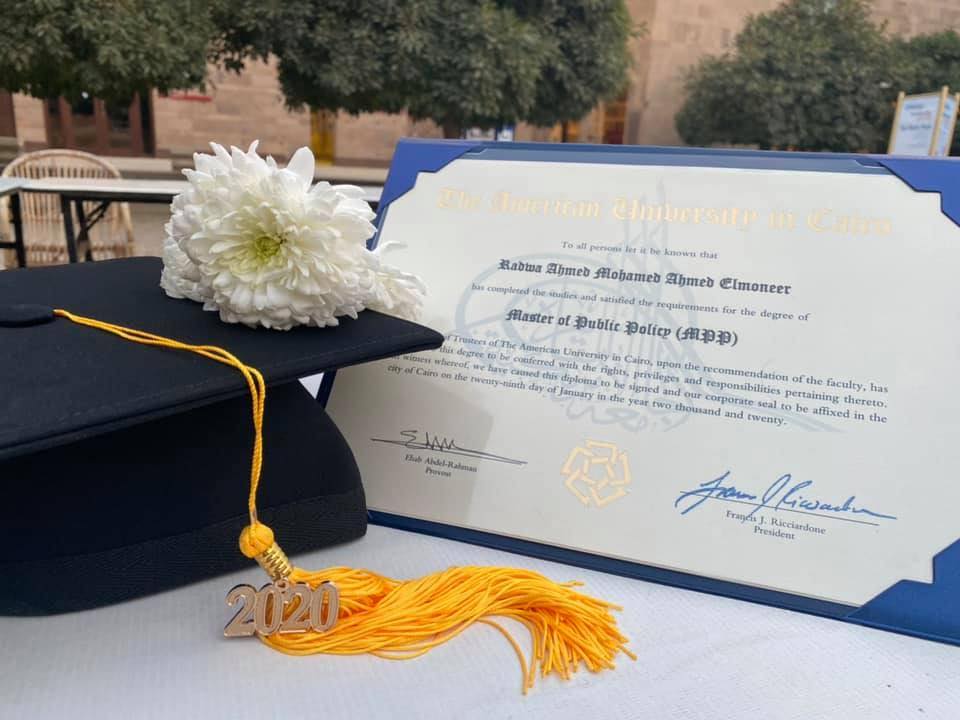 The American University in Cairo
To all persons let it be known that
Radwa Ahmed Mohamed Ahmed Elmoneer
has completed the studies and satisfied the requirements for the degree of
Master of Public Policy (MPP)
of Trustees of The American University in Cairo, upon the recommendation of the faculty, has
this degree to be conferred with the rights, privileges and responsibilities pertaining thereto.
witness whereof, we have caused this diploma to be signed and our corporate seal to be affixed in the
city of Cairo on the twenty-ninth day of January in the year two thousand and twenty.
Ehab Abdel-Rahman
Provost
Francis J. Ricciardone
Francis J. Ricciardone
President
2020